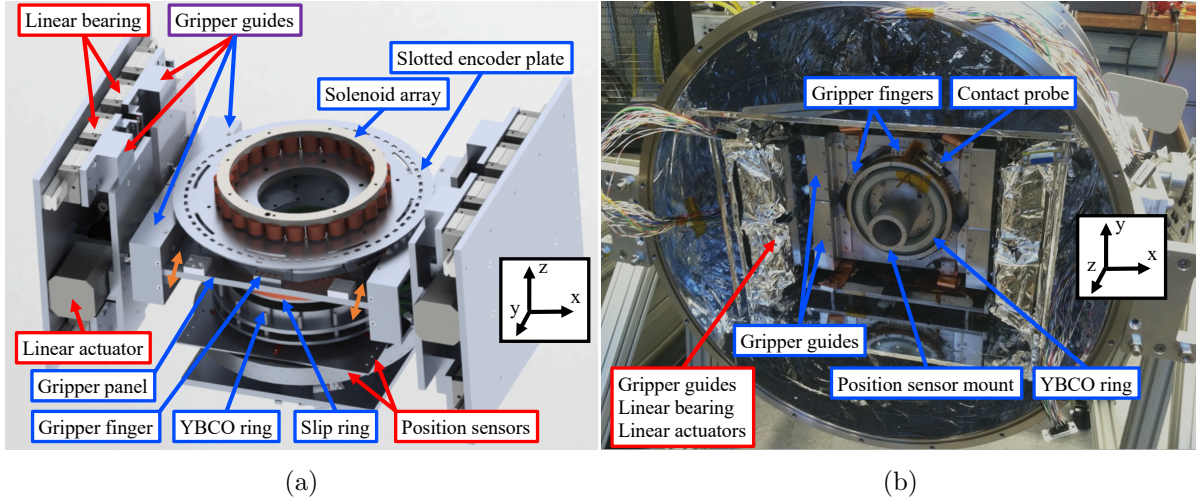 Linear bearing
Gripper guides
Slotted encoder plate
Solenoid array
z
y
x
Linear actuator
Gripper panel
Gripper finger
YBCO ring
Slip ring
Position sensors
(a)
Gripper fingers
Contact probe
y
z
x
Gripper guides
Gripper guides
Linear bearing
Linear actuators
Position sensor mount
YBCO ring
(b)